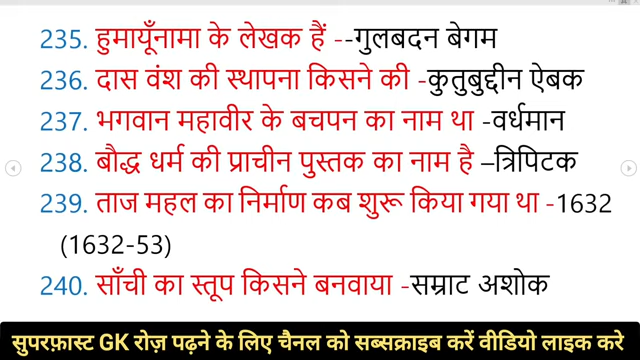 235. हुमायूँनामा के लेखक हैं --गुलबदन बेगम
236. दास वंश की स्थापना किसने की -कुतुबुद्दीन ऐबक
237. भगवान महावीर के बचपन का नाम था -वर्धमान
238. बौद्ध धर्म की प्राचीन पुस्तक का नाम है –त्रिपिटक
239. ताज महल का निर्माण कब शुरू किया गया था -1632
(1632-53)
240. साँची का स्तूप किसने बनवाया -सम्राट अशोक
सुपरफ़ास्ट GK रोज़ पढ़ने के लिए चैनल को सब्सक्राइब करें वीडियो लाइक करे